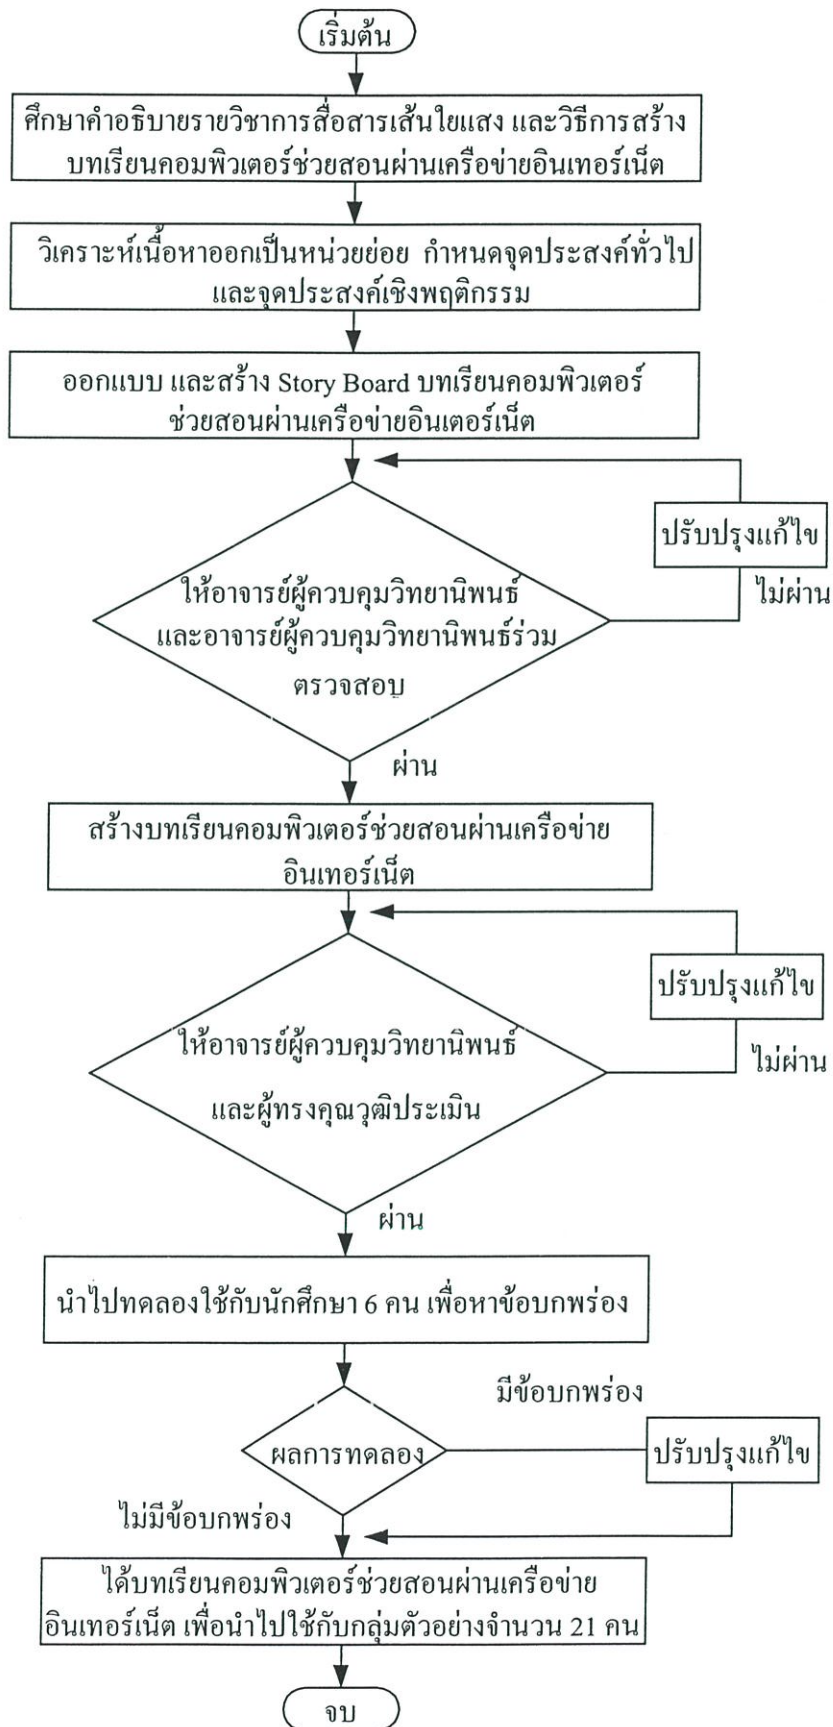 เริ่มต้น
ศึกษาคำอธิบายรายวิชาการสื่อสารเส้นใยแสง และวิธีการสร้าง
บทเรียนคอมพิวเตอร์ช่วยสอนผ่านเครือข่ายอินเทอร์เน็ต
วิเคราะห์เนื้อหาออกเป็นหน่วยย่อย กำหนดจุดประสงค์ทั่วไป
และจุดประสงค์เชิงพฤติกรรม
ออกแบบ และสร้าง Story Board บทเรียนคอมพิวเตอร์
ช่วยสอนผ่านเครือข่ายอินเตอร์เน็ต
ปรับปรุงแก้ไข
ไม่ผ่าน
ให้อาจารย์ผู้ควบคุมวิทยานิพนธ์
และอาจารย์ผู้ควบคุมวิทยานิพนธ์ร่วม
ตรวจสอบ
ผ่าน
สร้างบทเรียนคอมพิวเตอร์ช่วยสอนผ่านเครือข่าย
อินเทอร์เน็ต
ปรับปรุงแก้ไข
ไม่ผ่าน
ให้อาจารย์ผู้ควบคุมวิทยานิพนธ์
และผู้ทรงคุณวุฒิประเมิน
ผ่าน
นำไปทดลองใช้กับนักศึกษา 6 คน เพื่อหาข้อบกพร่อง
มีข้อบกพร่อง
ผลการทดลอง
ปรับปรุงแก้ไข
ไม่มีข้อบกพร่อง
ได้บทเรียนคอมพิวเตอร์ช่วยสอนผ่านเครือข่าย
อินเทอร์เน็ต เพื่อนำไปใช้กับกลุ่มตัวอย่างจำนวน 21 คน
จบ